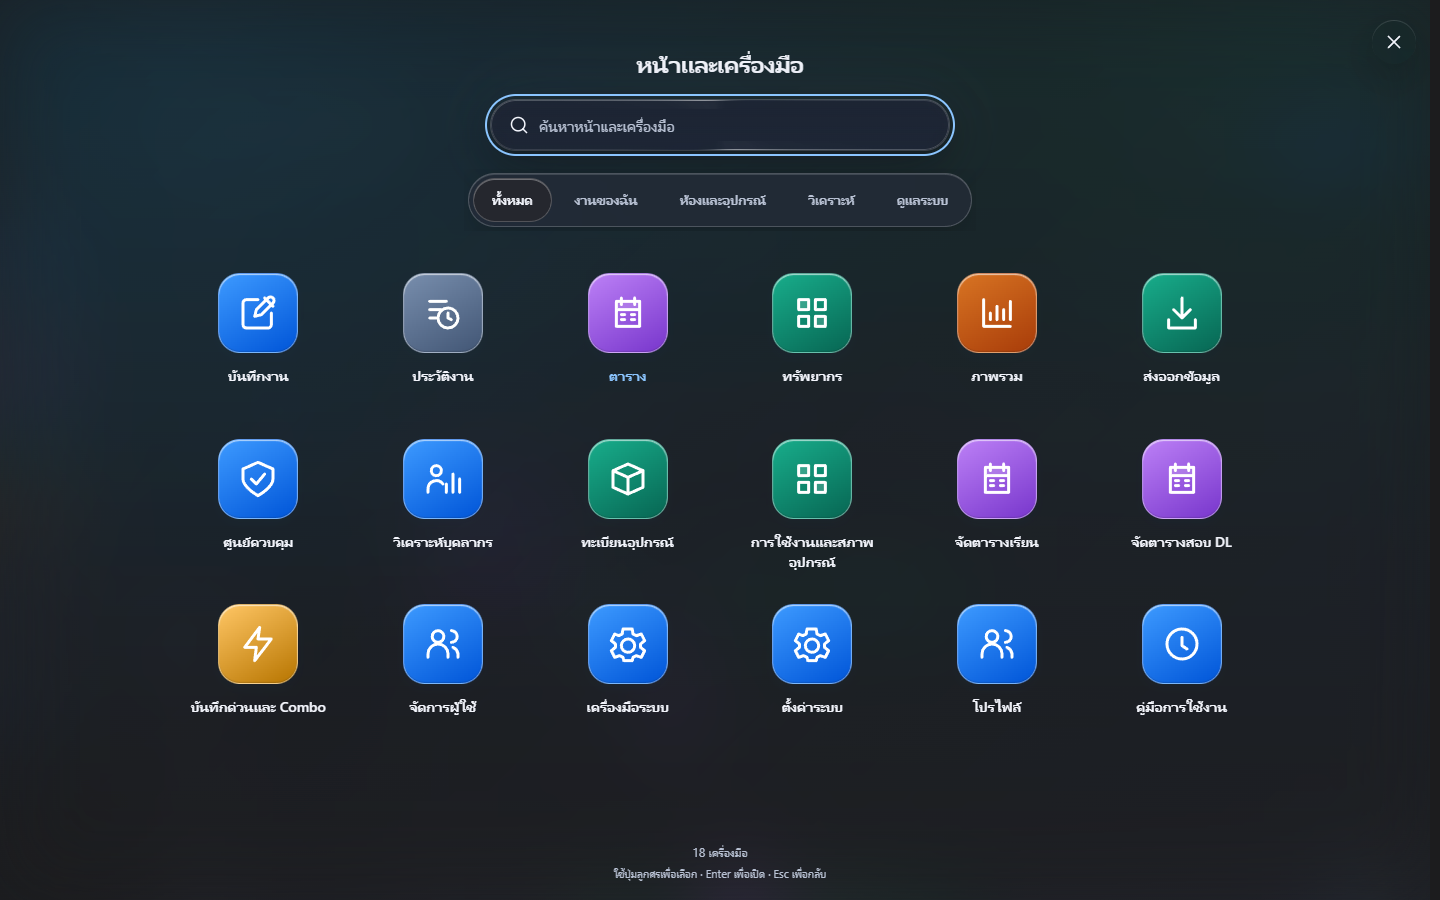 หน้าและเครื่องมือ
ค้นหาหน้าและเครื่องมือ
ทั้งหมด งานของฉัน ห้องและอุปกรณ์ วิเคราะห์ ดูแลระบบ
บันทึกงาน ประวัติงาน ตาราง ทรัพยากร ภาพรวม ส่งออกข้อมูล
ศูนย์ควบคุม วิเคราะห์บุคลากร ทะเบียนอุปกรณ์ การใช้งานและสภาพ จัดตารางเรียน จัดตารางสอบ DL
อุปกรณ์
บันทึกด่วนและ Combo จัดการผู้ใช้ เครื่องมือระบบ ตั้งค่าระบบ โปรไฟล์ คู่มือการใช้งาน
18 เครื่องมือ
ใช้ปุ่มลูกศรเพื่อเลือก · Enter เพื่อเปิด · Esc เพื่อกลับ